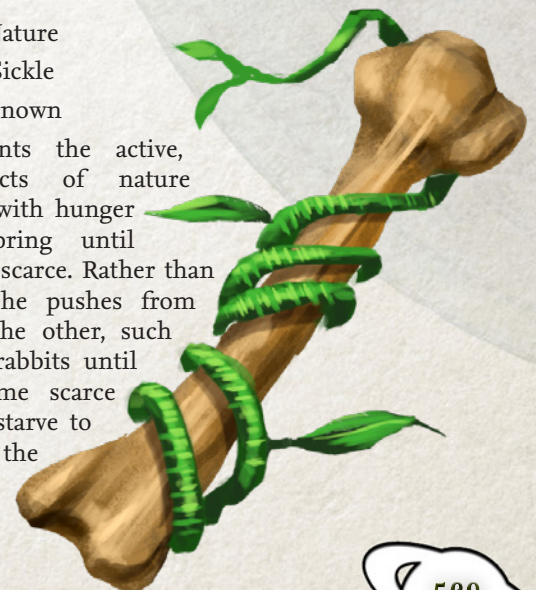 Nature
Sickle
nown
nts the active,
cts of nature
with hunger
pring until
scarce. Rather than
he pushes from
he other, such
rabbits until
me scarce
starve to
the